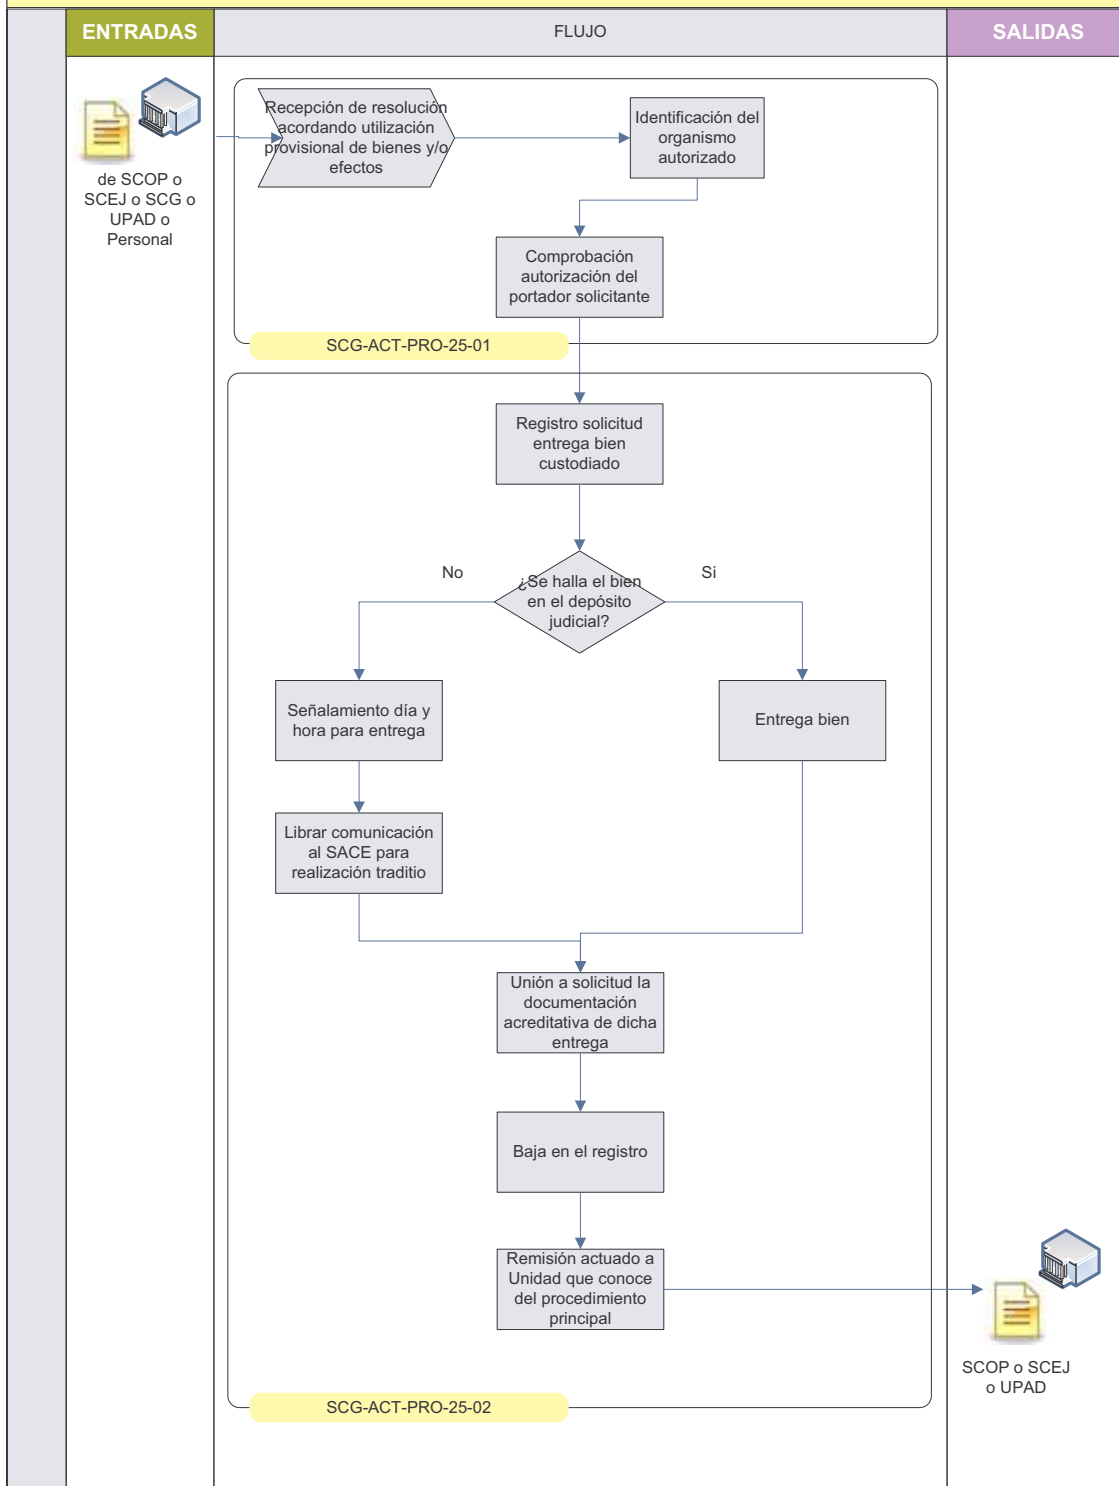 ENTRADAS
FLUJO
SALIDAS
de SCOP o
SCEJ o SCG o
UPAD o
Personal
Recepción de resolución
acordando utilización
provisional de bienes y/o
efectos
Identificación del
organismo
autorizado
Comprobación
autorización del
portador solicitante
SCG-ACT-PRO-25-01
Registro solicitud
entrega bien
custodiado
¿Se halla el bien
en el depósito
judicial?
No
Si
Señalamiento día y
hora para entrega
Entrega bien
Librar comunicación
al SACE para
realización traditio
Unión a solicitud la
documentación
acreditativa de dicha
entrega
Baja en el registro
Remisión actuado a
Unidad que conoce
del procedimiento
principal
SCOP o SCEJ
o UPAD
SCG-ACT-PRO-25-02